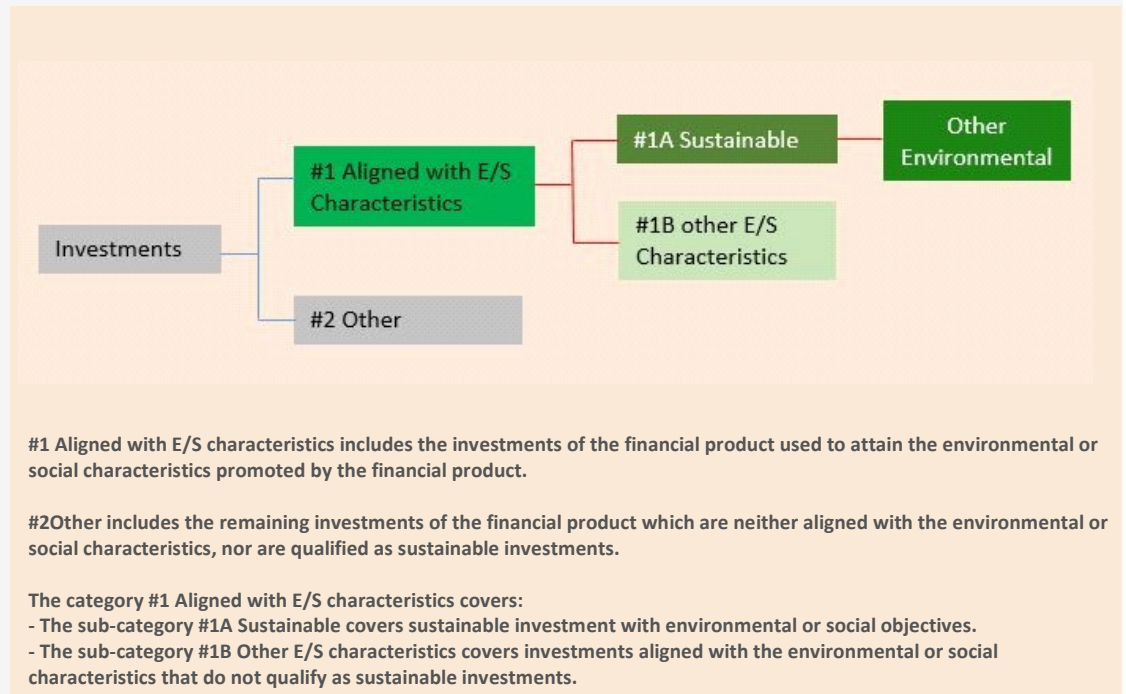 Investments
#1 Aligned with E/S
Characteristics
#2 Other
#1A Sustainable
#1B other E/S
Characteristics
Other
Environmental
#1 Aligned with E/S characteristics includes the investments of the financial product used to attain the environmental or
social characteristics promoted by the financial product.
#2Other includes the remaining investments of the financial product which are neither aligned with the environmental or
social characteristics, nor are qualified as sustainable investments.
The category #1 Aligned with E/S characteristics covers:
- The sub-category #1A Sustainable covers sustainable investment with environmental or social objectives.
- The sub-category #1B Other E/S characteristics covers investments aligned with the environmental or social
characteristics that do not qualify as sustainable investments.